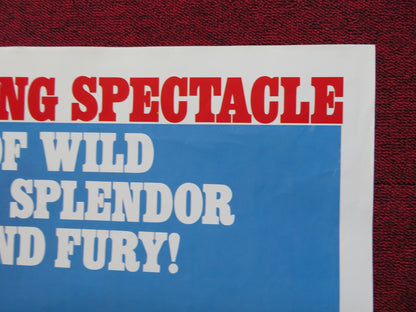 NG SPECTACLE
OF WILD
SPLENDOR
ND FURY!